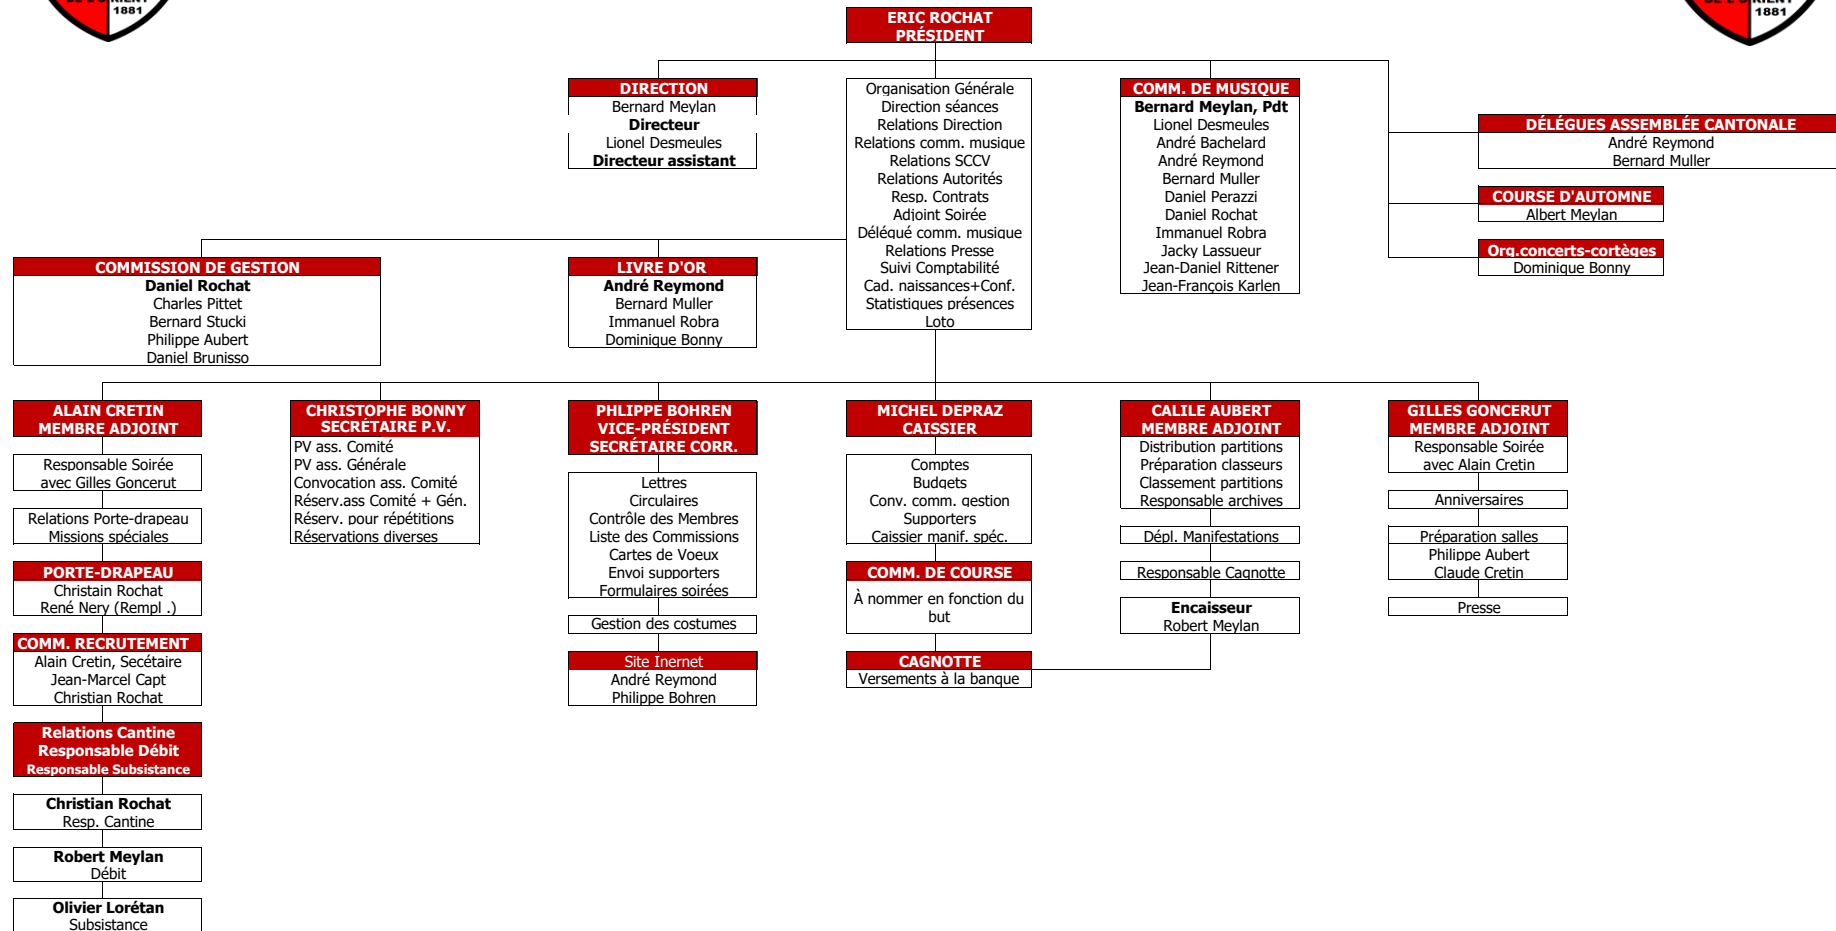 DE L'ORIENT
1881
DE L'ORIENT
1881
ERIC ROCHAT
PRÉSIDENT
DIRECTION
Bernard Meylan
Directeur
Lionel Desmeules
Directeur assistant
Organisation Générale
Direction séances
Relations Direction
Relations comm. musique
Relations SCCV
Relations Autorités
Resp. Contrats
Adjoint Soirée
Délégué comm. musique
Relations Presse
Suivi Comptabilité
Cad. naissances+Conf.
Statistiques présences
Loto
COMM. DE MUSIQUE
Bernard Meylan, Pdt
Lionel Desmeules
André Bachelard
André Reymond
Bernard Muller
Daniel Perazzi
Daniel Rochat
Immanuel Robra
Jacky Lassueur
Jean-Daniel Rittener
Jean-François Karlen
DÉLÉGUES ASSEMBLÉE CANTONALE
André Reymond
Bernard Muller
COURSE D'AUTOMNE
Albert Meylan
Org.concerts-cortèges
Dominique Bonny
COMMISSION DE GESTION
Daniel Rochat
Charles Pittet
Bernard Stucki
Philippe Aubert
Daniel Brunisso
LIVRE D'OR
André Reymond
Bernard Muller
Immanuel Robra
Dominique Bonny
ALAIN CRETIN
MEMBRE ADJOINT
Responsable Soirée
avec Gilles Goncerut
Relations Porte-drapeau
Missions spéciales
PORTE-DRAPEAU
Christain Rochat
René Nery (Rempl .)
COMM. RECRUTEMENT
Alain Cretin, Secétaire
Jean-Marcel Capt
Christian Rochat
Relations Cantine
Responsable Débit
Responsable Subsistance
Christian Rochat
Resp. Cantine
Robert Meylan
Débit
Olivier Lorétan
Subsistance
CHRISTOPHE BONNY
SECRÉTAIRE P.V.
PV ass. Comité
PV ass. Générale
Convocation ass. Comité
Réserv.ass Comité + Gén.
Réserv. pour répétitions
Réservations diverses
PHLIPPE BOHREN
VICE-PRÉSIDENT
SECRÉTAIRE CORR.
Lettres
Circulaires
Contrôle des Membres
Liste des Commissions
Cartes de Voeux
Envoi supporters
Formulaires soirées
Gestion des costumes
Site Inernet
André Reymond
Philippe Bohren
MICHEL DEPRAZ
CAISSIER
Comptes
Budgets
Conv. comm. gestion
Supporters
Caissier manif. spéc.
COMM. DE COURSE
À nommer en fonction du
but
CAGNOTTE
Versements à la banque
CALILE AUBERT
MEMBRE ADJOINT
Distribution partitions
Préparation classeurs
Classement partitions
Responsable archives
Dépl. Manifestations
Responsable Cagnotte
Encaisseur
Robert Meylan
GILLES GONCERUT
MEMBRE ADJOINT
Responsable Soirée
avec Alain Cretin
Anniversaires
Préparation salles
Philippe Aubert
Claude Cretin
Presse